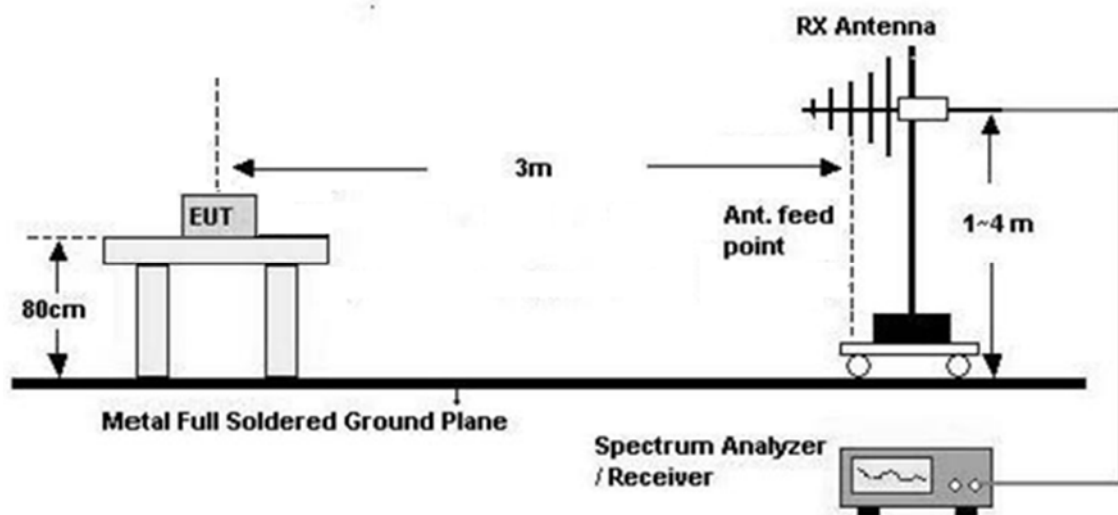 RX Antenna
3m
EUT
Ant. feed
point
1~4 m
80cm
Metal Full Soldered Ground Plane
Spectrum Analyzer
/ Receiver